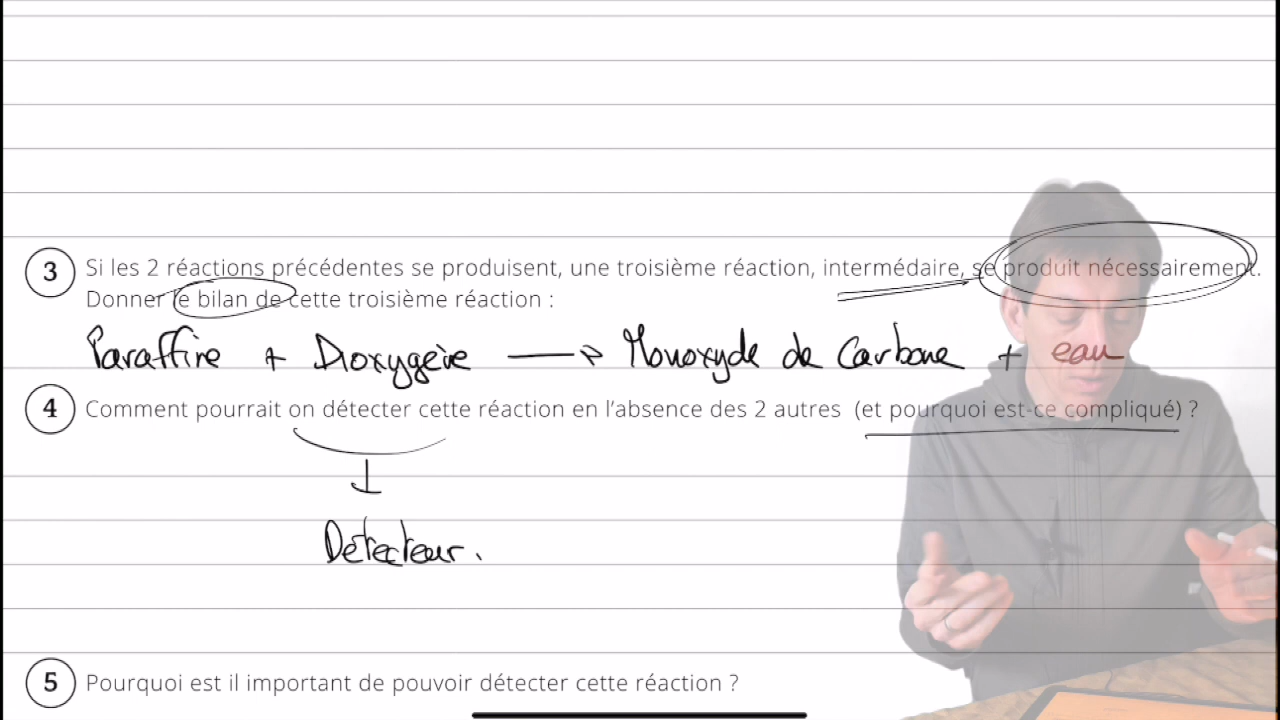 3 Si les 2 réactions précédentes se produisent, une troisième réaction, intermédaire, se produit nécessairement.
Donner le bilan de cette troisième réaction :
Paraffine + Dioxygène → Monoxyde de Carbone + eau
4 Comment pourrait on détecter cette réaction en l'absence des 2 autres (et pourquoi est-ce compliqué) ?
↓
Détecteur.
5 Pourquoi est il important de pouvoir détecter cette réaction ?